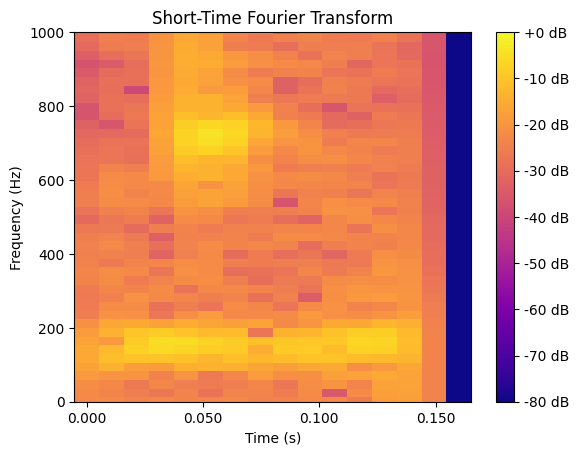 Short-Time Fourier Transform
1000
800
600
400
200
0
Frequency (Hz)
0.000
0.050
0.100
0.150
Time (s)
+0 dB
-10 dB
-20 dB
-30 dB
-40 dB
-50 dB
-60 dB
-70 dB
-80 dB